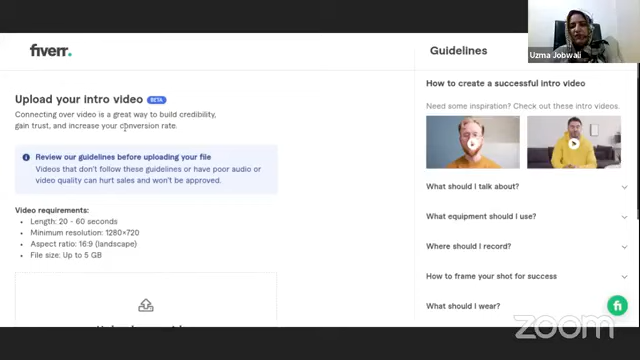 fiverr.
Guidelines
Uzma Jobwali
Upload your intro video BETA
Connecting over video is a great way to build credibility,
gain trust, and increase your conversion rate.
Review our guidelines before uploading your file
Videos that don't follow these guidelines or have poor audio or
video quality can hurt sales and won't be approved.
Video requirements:
• Length: 20 - 60 seconds
• Minimum resolution: 1280×720
• Aspect ratio: 16:9 (landscape)
• File size: Up to 5 GB
How to create a successful intro video
Need some inspiration? Check out these intro videos.
What should I talk about?
What equipment should I use?
Where should I record?
How to frame your shot for success
What should I wear?
fi
zoom